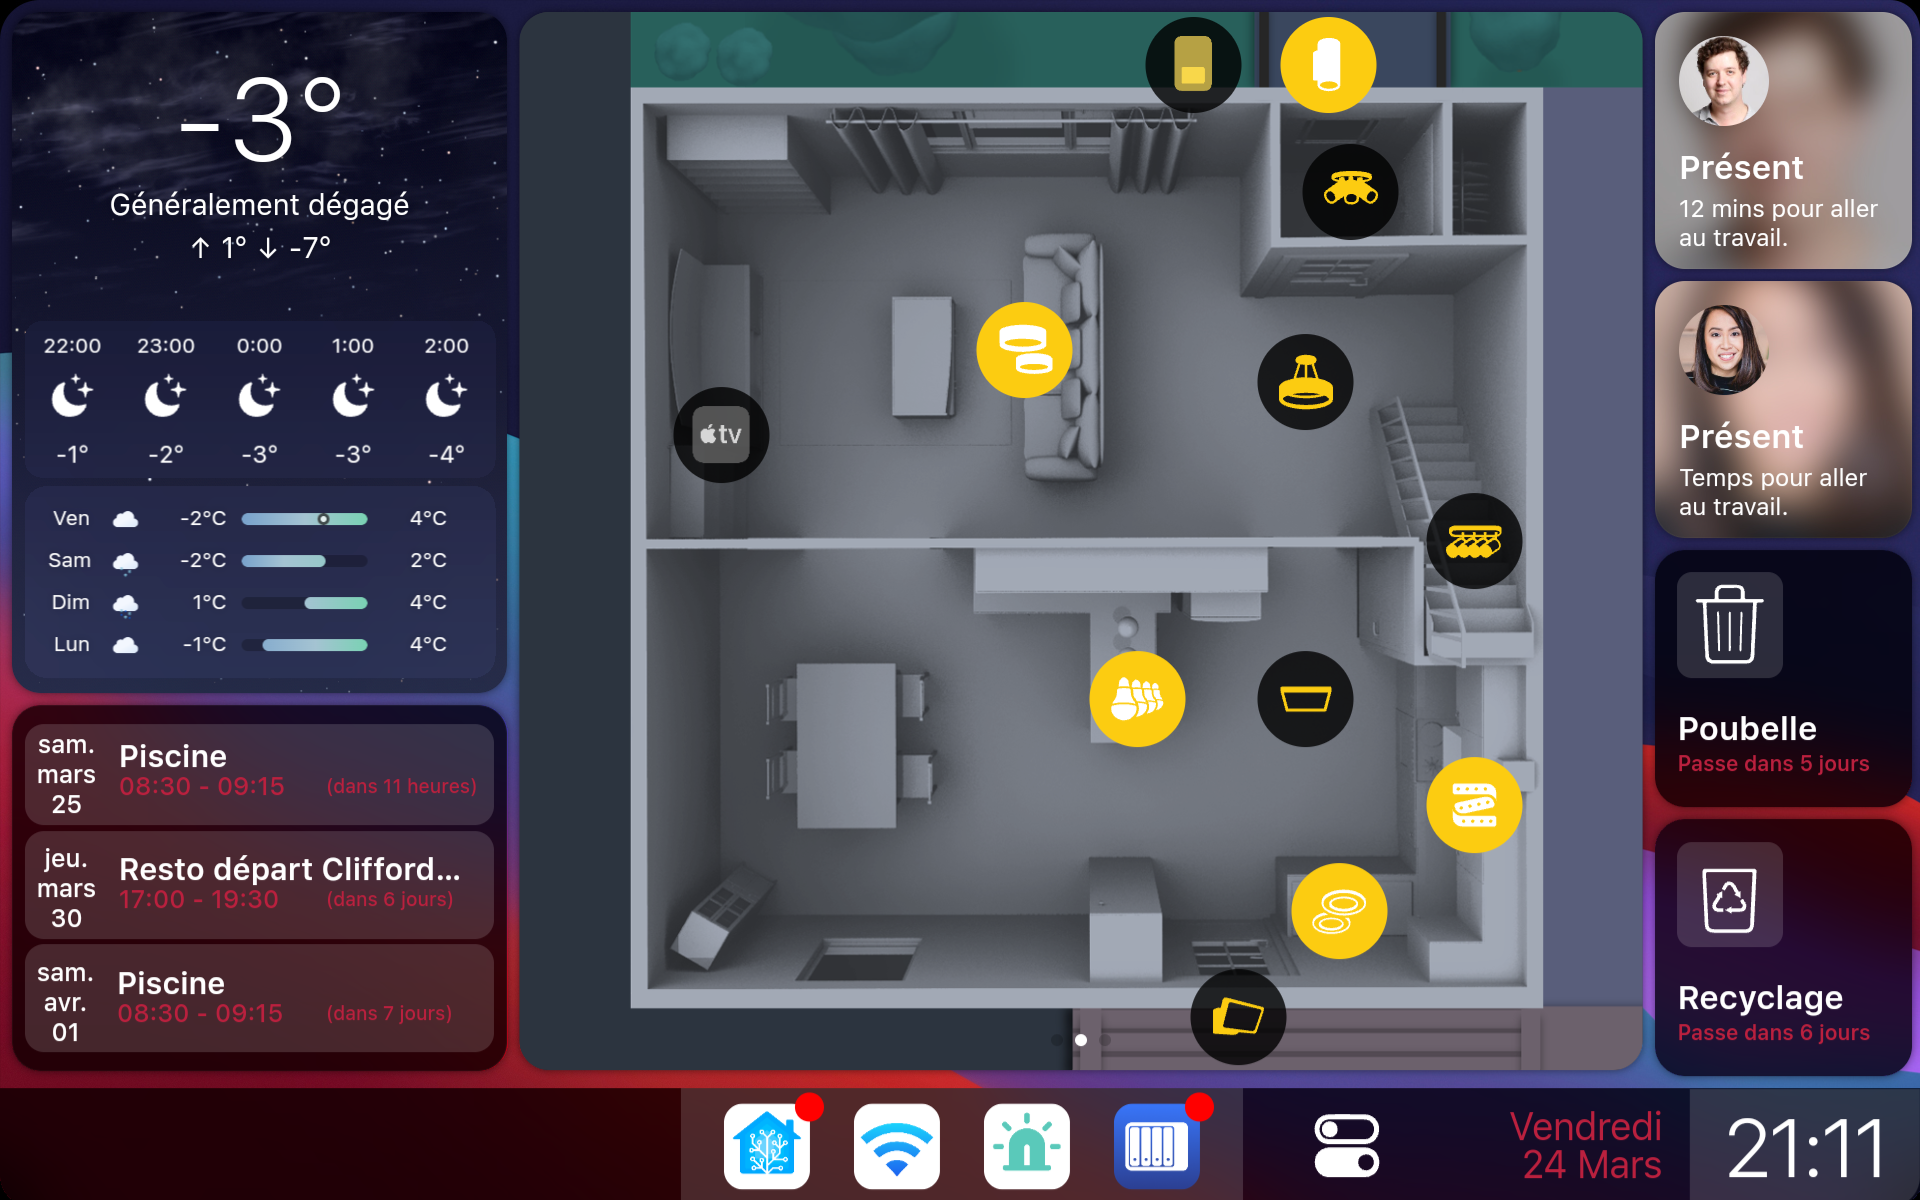 -3°
Généralement dégagé
↑ 1° ↓ -7°
22:00 23:00 0:00 1:00 2:00
-1° -2° -3° -3° -4°
Ven -2°C 4°C
Sam -2°C 2°C
Dim 1°C 4°C
Lun -1°C 4°C
sam.
mars
25
Piscine
08:30 - 09:15 (dans 11 heures)
jeu.
mars
30
Resto départ Clifford...
17:00 - 19:30 (dans 6 jours)
sam.
avr.
01
Piscine
08:30 - 09:15 (dans 7 jours)
tv
Présent
12 mins pour aller
au travail.
Présent
Temps pour aller
au travail.
Poubelle
Passe dans 5 jours
Recyclage
Passe dans 6 jours
Vendredi
24 Mars
21:11